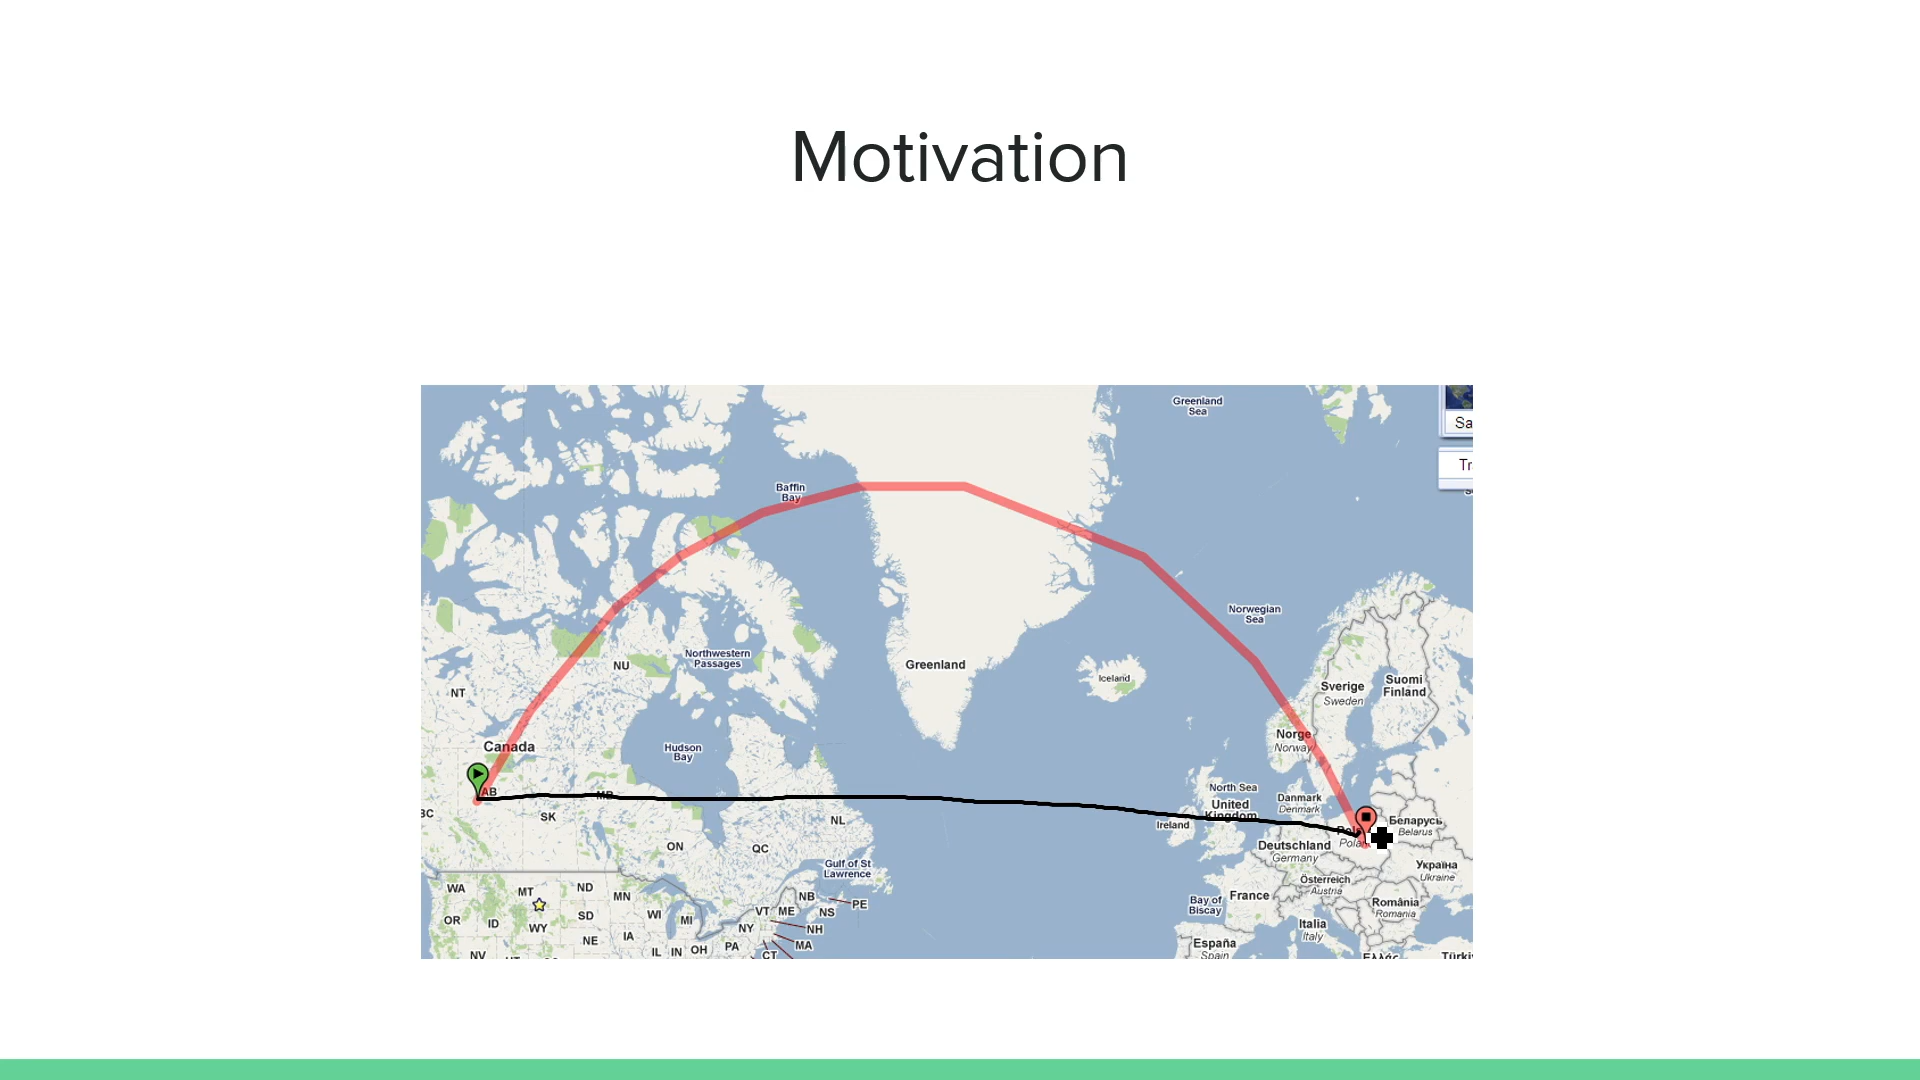 Motivation
Greenland
Sea
Sa
Tr
Baffin
Bay
Norwegian
Sea
Northwestern
Passages
NU
Greenland
Iceland
NT
Sverige
Sweden
Suomi
Finland
Canada
Hudson
Bay
Norge
Norway
AB
MB
North Sea
Danmark
Denmark
BC
SK
NL
United
Kingdom
Ireland
Беларусь
Belarus
ON
QC
Deutschland
Germany
Gulf of St
Lawrence
Україна
Ukraine
Österreich
Austria
WA
MT
ND
MN
NB
PE
France
Bay of
Biscay
România
Romania
OR
ID
SD
WI
MI
VT
ME
NS
WY
NY
NH
Italia
Italy
NE
IA
PA
MA
España
Spain
IL
IN
OH
NV
CT